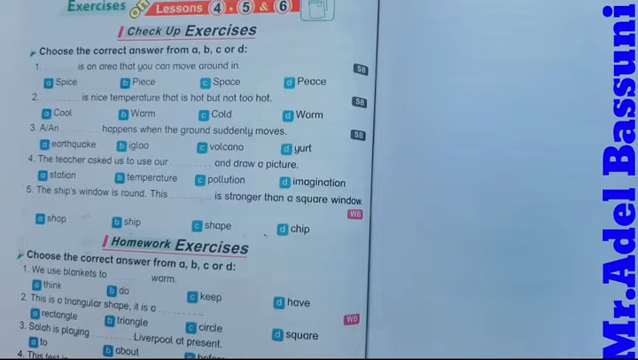 Exercises on Lessons 4, 5 & 6
Check Up Exercises
Choose the correct answer from a, b, c or d:
1. ........ is an area that you can move around in. SB
a Spice b Piece c Space d Peace
2. ........ is nice temperature that is hot but not too hot. SB
a Cool b Warm c Cold d Worm
3. A/An ........ happens when the ground suddenly moves. SB
a earthquake b igloo c volcano d yurt
4. The teacher asked us to use our ........ and draw a picture.
a station b temperature c pollution d imagination
5. The ship's window is round. This ........ is stronger than a square window.
WB
a shop b ship c shape d chip
Homework Exercises
Choose the correct answer from a, b, c or d:
1. We use blankets to ........ warm.
a think b do c keep d have
2. This is a triangular shape, it is a ........
WB
a rectangle b triangle c circle d square
3. Salah is playing ........ Liverpool at present.
a to b about
4. This
Mr.Adel Bassuni